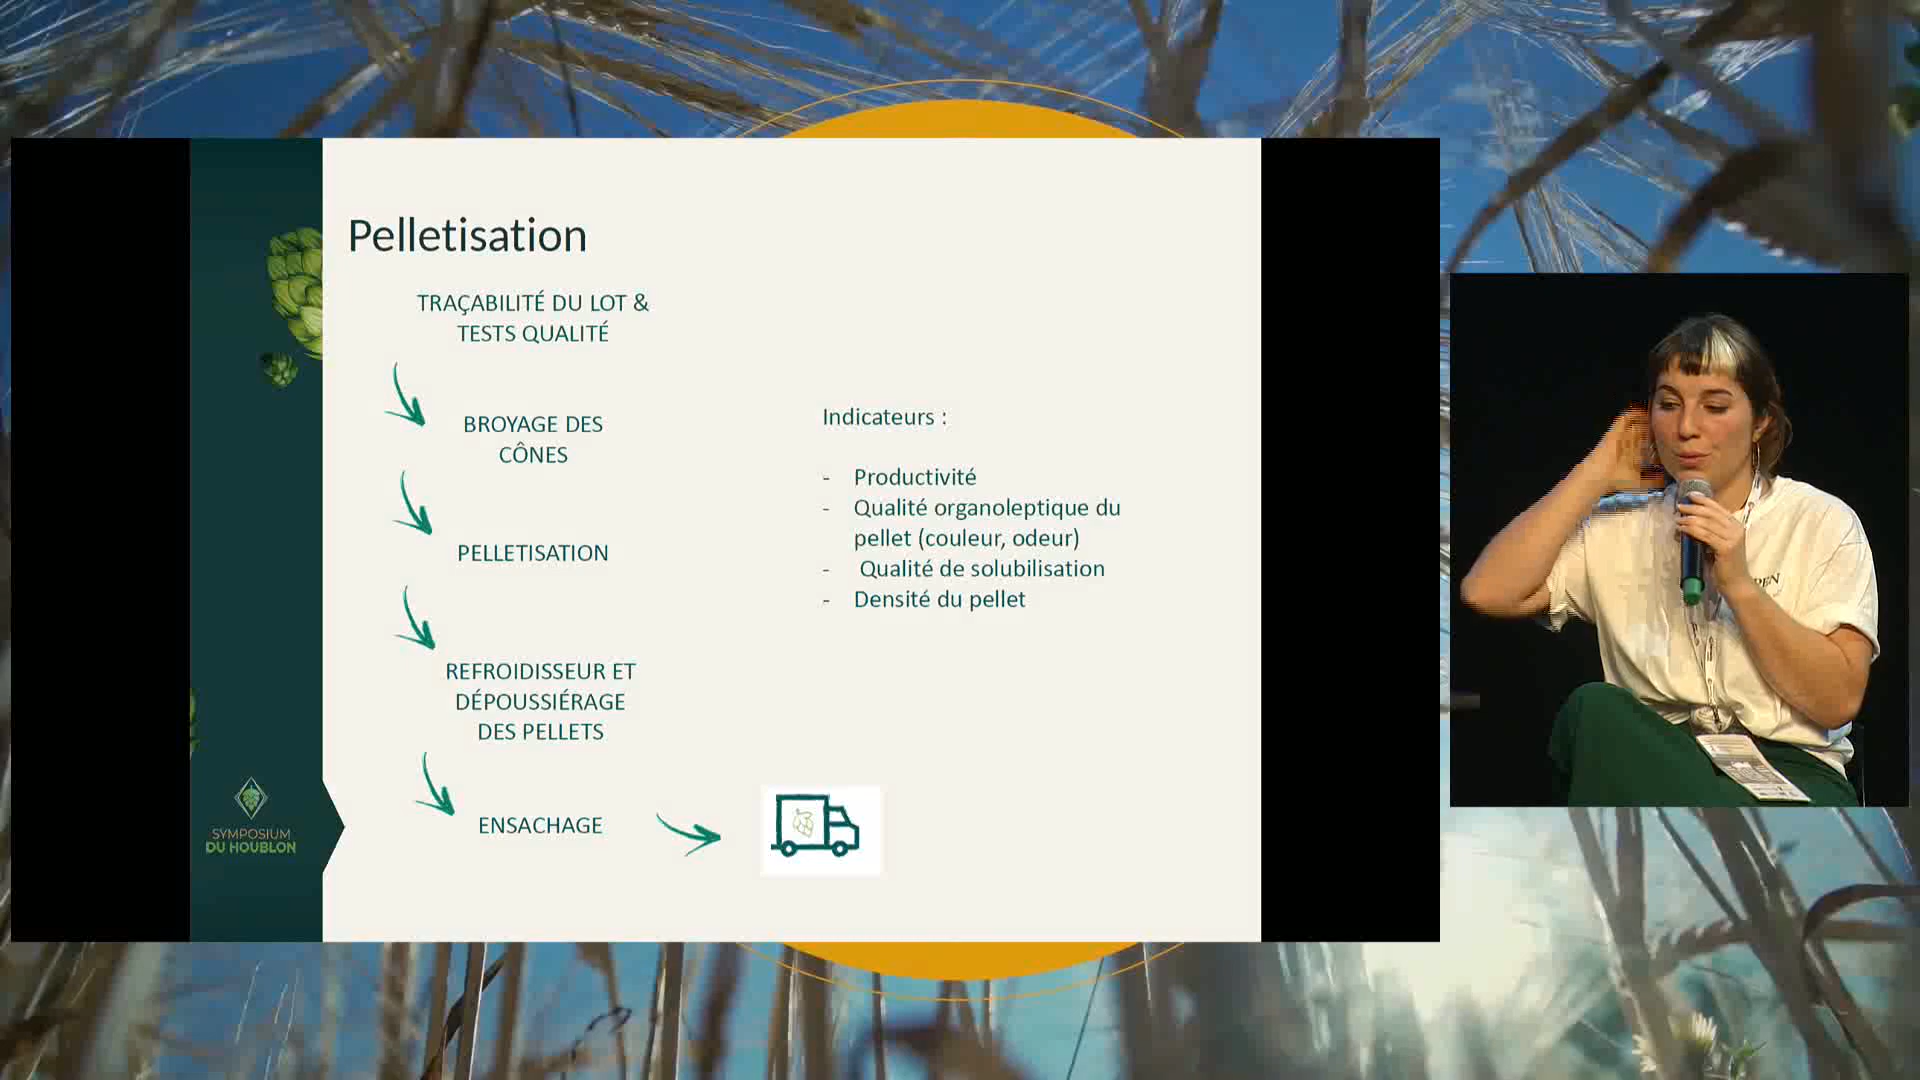 Pelletisation
TRAÇABILITÉ DU LOT &
TESTS QUALITÉ
BROYAGE DES
CÔNES
PELLETISATION
REFROIDISSEUR ET
DÉPOUSSIÉRAGE
DES PELLETS
ENSACHAGE
Indicateurs :
- Productivité
- Qualité organoleptique du
pellet (couleur, odeur)
- Qualité de solubilisation
- Densité du pellet
SYMPOSIUM
DU HOUBLON